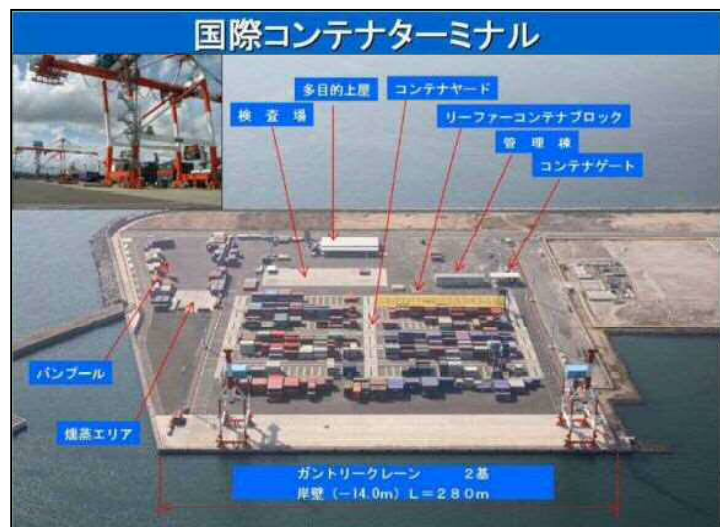 国際コンテナターミナル
多目的上屋
コンテナヤード
検 査 場
リーファーコンテナブロック
管 理 棟
コンテナゲート
バンプール
燻蒸エリア
ガントリークレーン 2基
岸壁(-14.0m)L=280m